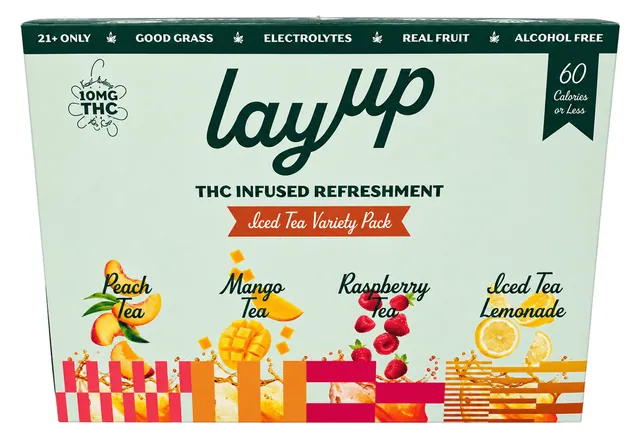 21+ ONLY GOOD GRASS ELECTROLYTES REAL FRUIT ALCOHOL FREE
10MG
THC
layup
60
Calories
or Less
THC INFUSED REFRESHMENT
Iced Tea Variety Pack
Peach
Tea
Mango
Tea
Raspberry
Tea
Iced Tea
Lemonade